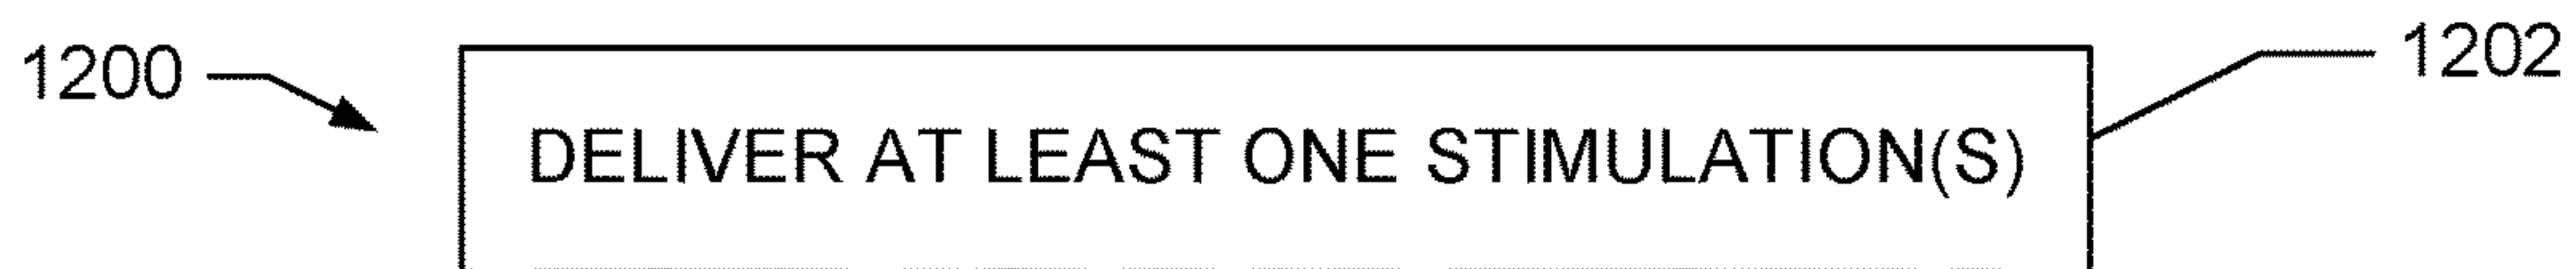 1200
1202
DELIVER AT LEAST ONE STIMULATION(S)